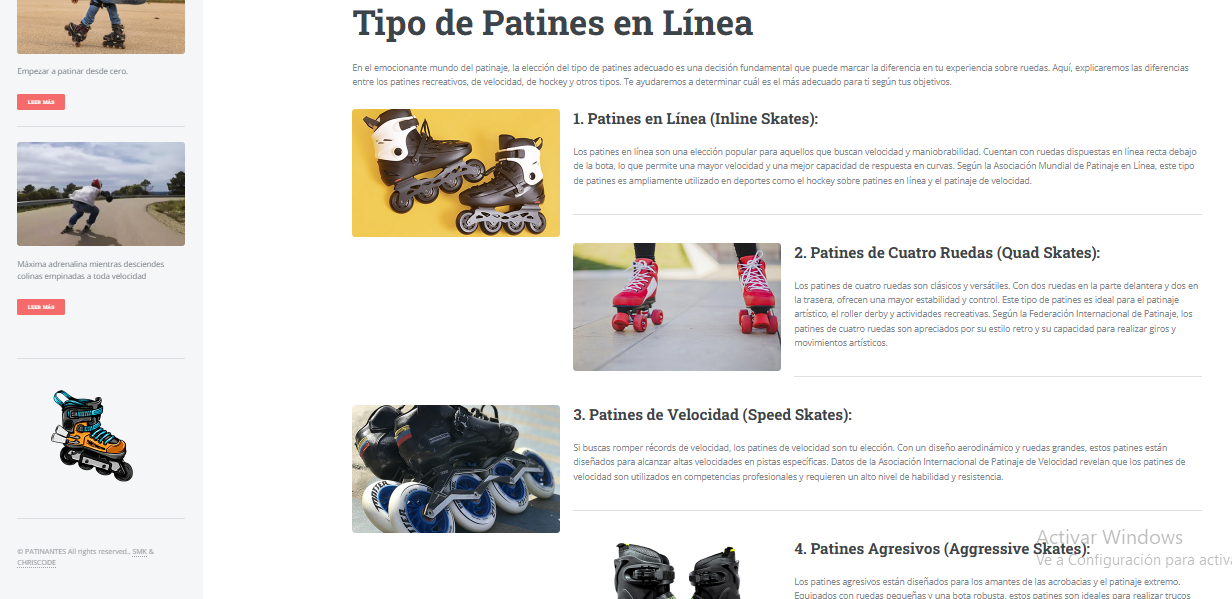 Empezar a patinar desde cero.
LEER MÁS
Máxima adrenalina mientras desciendes
colinas empinadas a toda velocidad
LEER MÁS
© PATINANTES All rights reserved., SMK &
CHRISCODE
Tipo de Patines en Línea
En el emocionante mundo del patinaje, la elección del tipo de patines adecuado es una decisión fundamental que puede marcar la diferencia en tu experiencia sobre ruedas. Aquí, explicaremos las diferencias
entre los patines recreativos, de velocidad, de hockey y otros tipos. Te ayudaremos a determinar cuál es el más adecuado para ti según tus objetivos.
1. Patines en Línea (Inline Skates):
Los patines en línea son una elección popular para aquellos que buscan velocidad y maniobrabilidad. Cuentan con ruedas dispuestas en línea recta debajo
de la bota, lo que permite una mayor velocidad y una mejor capacidad de respuesta en curvas. Según la Asociación Mundial de Patinaje en Línea, este tipo
de patines es ampliamente utilizado en deportes como el hockey sobre patines en línea y el patinaje de velocidad.
2. Patines de Cuatro Ruedas (Quad Skates):
Los patines de cuatro ruedas son clásicos y versátiles. Con dos ruedas en la parte delantera y dos en
la trasera, ofrecen una mayor estabilidad y control. Este tipo de patines es ideal para el patinaje
artístico, el roller derby y actividades recreativas. Según la Federación Internacional de Patinaje, los
patines de cuatro ruedas son apreciados por su estilo retro y su capacidad para realizar giros y
movimientos artísticos.
3. Patines de Velocidad (Speed Skates):
Si buscas romper récords de velocidad, los patines de velocidad son tu elección. Con un diseño aerodinámico y ruedas grandes, estos patines están
diseñados para alcanzar altas velocidades en pistas específicas. Datos de la Asociación Internacional de Patinaje de Velocidad revelan que los patines de
velocidad son utilizados en competencias profesionales y requieren un alto nivel de habilidad y resistencia.
4. Patines Agresivos (Aggressive Skates):
Los patines agresivos están diseñados para los amantes de las acrobacias y el patinaje extremo.
Equipados con ruedas pequeñas y una bota robusta, estos patines son ideales para realizar trucos
Activar Windows
Ve a Configuración para activa